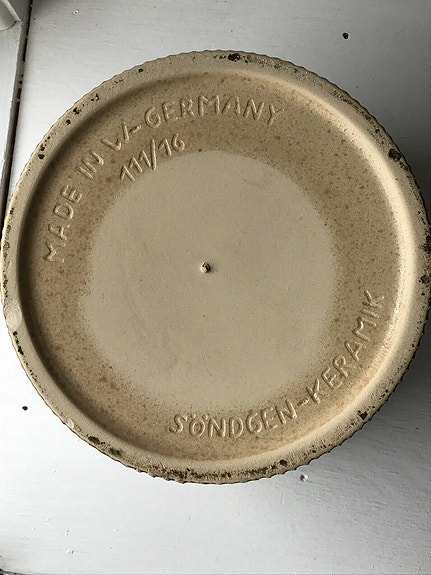 MADE IN W-GERMANY
111/16
SÖNDGEN-KERAMIK